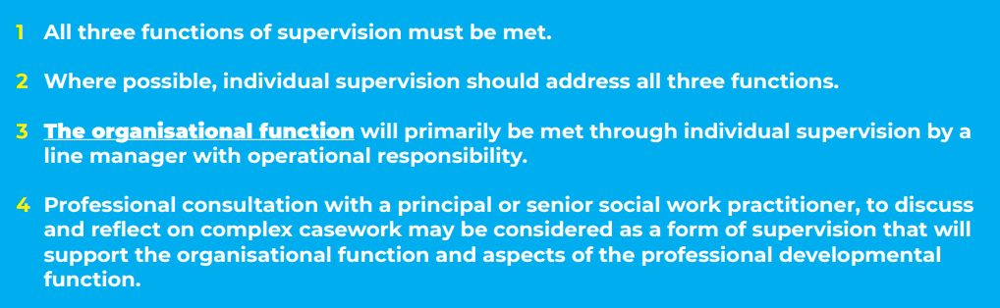 1 All three functions of supervision must be met.
2 Where possible, individual supervision should address all three functions.
3 The organisational function will primarily be met through individual supervision by a
line manager with operational responsibility.
4 Professional consultation with a principal or senior social work practitioner, to discuss
and reflect on complex casework may be considered as a form of supervision that will
support the organisational function and aspects of the professional developmental
function.